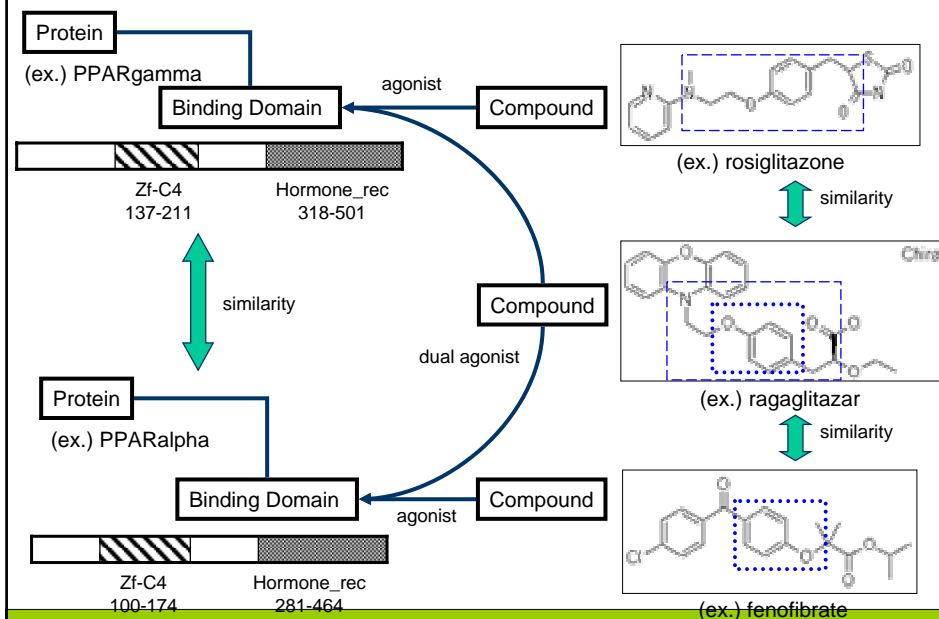 Protein
(ex.) PPARgamma
Binding Domain
agonist
Compound
(ex.) rosiglitazone
Zf-C4
137-211
Hormone_rec
318-501
similarity
similarity
Compound
dual agonist
(ex.) ragaglitazar
similarity
Protein
(ex.) PPARalpha
Binding Domain
agonist
Compound
Zf-C4
100-174
Hormone_rec
281-464
(ex.) fenofibrate
N
N
O
S
O
O
N
O
N
O
O
O
O
China
O
Cl
O
O
O